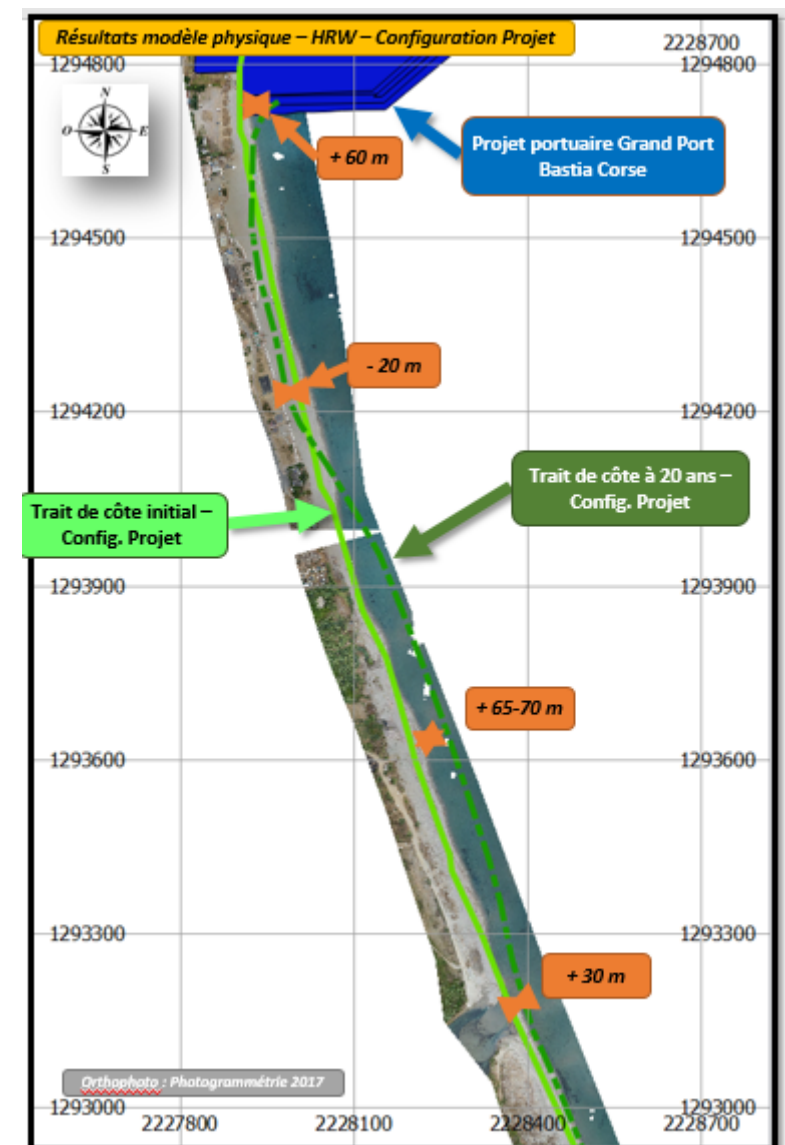 Résultats modèle physique – HRW – Configuration Projet
2228700
1294800
1294800
N
O
E
S
Projet portuaire Grand Port
Bastia Corse
+ 60 m
1294500
1294500
- 20 m
1294200
1294200
Trait de côte à 20 ans –
Config. Projet
Trait de côte initial –
Config. Projet
1293900
1293900
+ 65-70 m
1293600
1293600
1293300
1293300
+ 30 m
Orthophoto : Photogrammétrie 2017
1293000
1293000
2227800
2228100
2228400
2228700